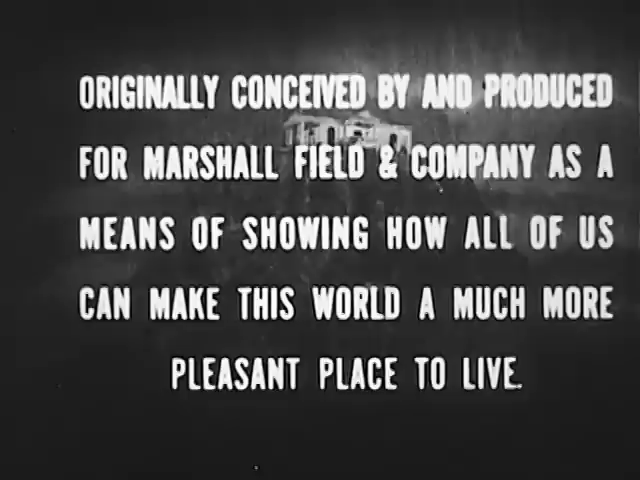 ORIGINALLY CONCEIVED BY AND PRODUCED
FOR MARSHALL FIELD & COMPANY AS A
MEANS OF SHOWING HOW ALL OF US
CAN MAKE THIS WORLD A MUCH MORE
PLEASANT PLACE TO LIVE.